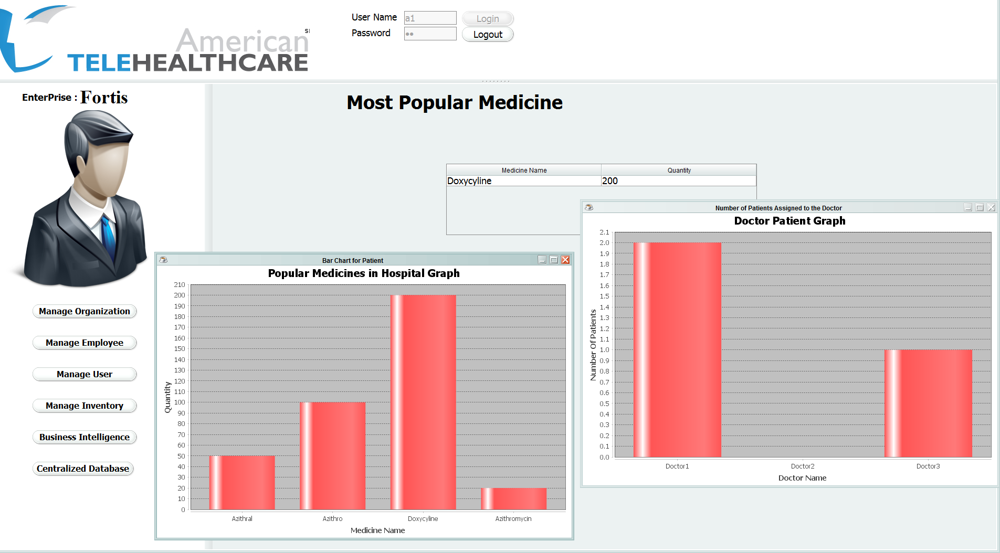 American
SM
TELEHEALTHCARE
User Name a1 Login
Password •• Logout
EnterPrise : Fortis
Manage Organization
Manage Employee
Manage User
Manage Inventory
Business Intelligence
Centralized Database
Most Popular Medicine
Medicine Name Quantity
Doxycyline 200
Bar Chart for Patient
Popular Medicines in Hospital Graph
Quantity
210
200
190
180
170
160
150
140
130
120
110
100
90
80
70
60
50
40
30
20
10
0
Azithral Azithro Doxycyline Azithromycin
Medicine Name
Number of Patients Assigned to the Doctor
Doctor Patient Graph
Number Of Patients
2.1
2.0
1.9
1.8
1.7
1.6
1.5
1.4
1.3
1.2
1.1
1.0
0.9
0.8
0.7
0.6
0.5
0.4
0.3
0.2
0.1
0.0
Doctor1 Doctor2 Doctor3
Doctor Name